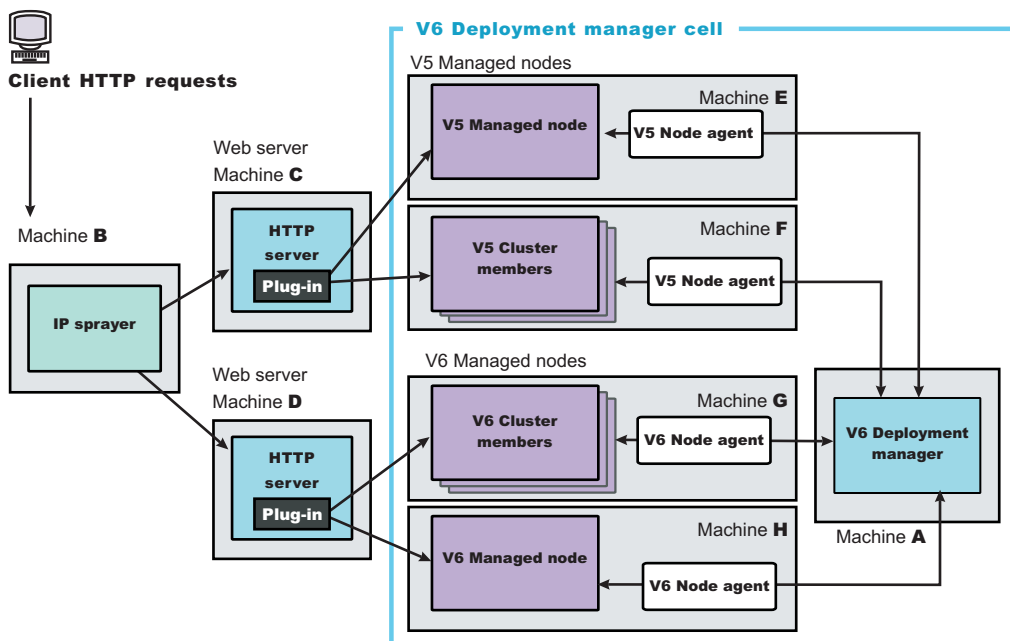 V6 Deployment manager cell
Client HTTP requests
V5 Managed nodes
Machine E
V5 Managed node
V5 Node agent
Web server
Machine C
HTTP
server
Plug-in
Machine B
IP sprayer
Machine F
V5 Cluster
members
V5 Node agent
V6 Managed nodes
Web server
Machine D
HTTP
server
Plug-in
Machine G
V6 Cluster
members
V6 Node agent
V6 Deployment
manager
Machine A
Machine H
V6 Managed node
V6 Node agent